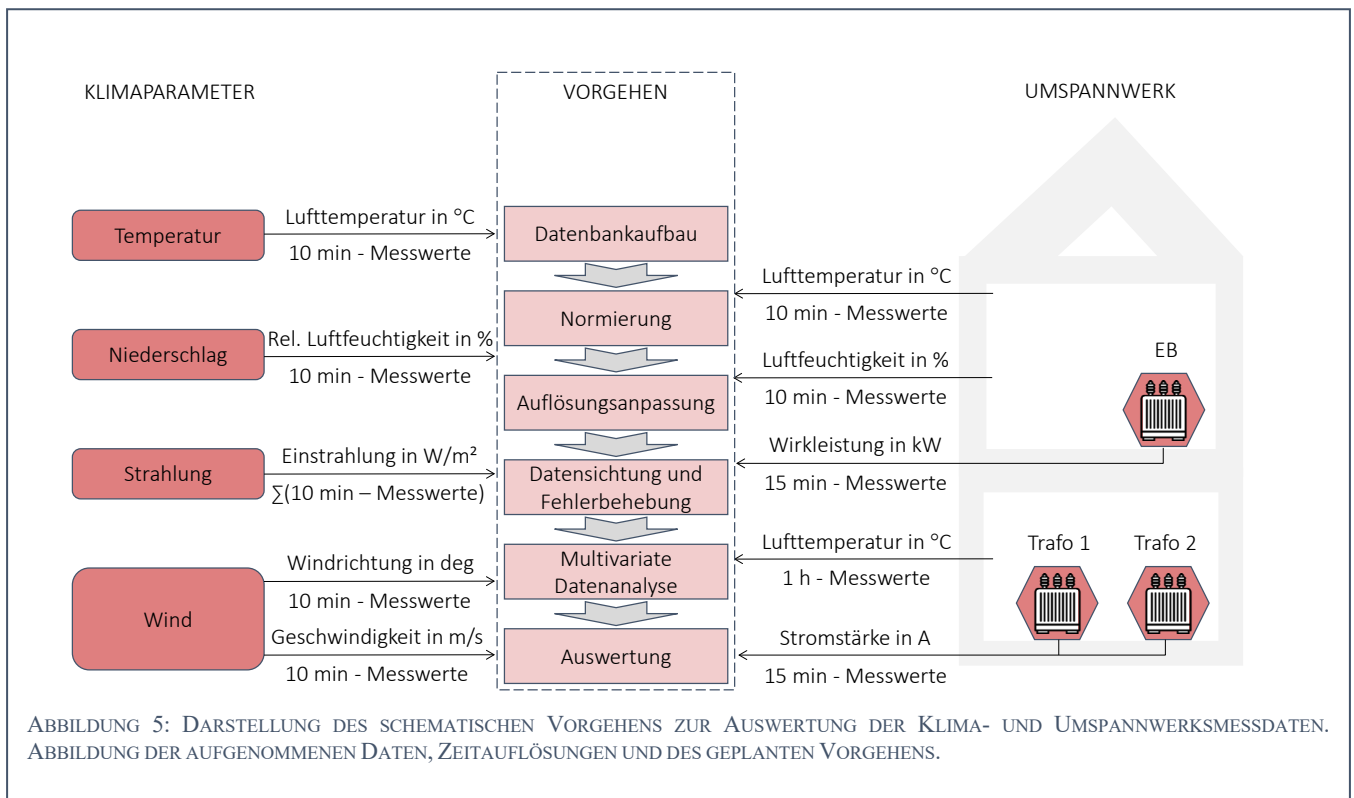 KLIMAPARAMETER
VORGEHEN
UMSPANNWERK
Temperatur
Lufttemperatur in °C
10 min - Messwerte
Niederschlag
Rel. Luftfeuchtigkeit in %
10 min - Messwerte
Strahlung
Einstrahlung in W/m²
∑(10 min – Messwerte)
Wind
Windrichtung in deg
10 min - Messwerte
Geschwindigkeit in m/s
10 min - Messwerte
Datenbankaufbau
Normierung
Auflösungsanpassung
Datensichtung und
Fehlerbehebung
Multivariate
Datenanalyse
Auswertung
Lufttemperatur in °C
10 min - Messwerte
Luftfeuchtigkeit in %
10 min - Messwerte
Wirkleistung in kW
15 min - Messwerte
Lufttemperatur in °C
1 h - Messwerte
Stromstärke in A
15 min - Messwerte
EB
Trafo 1
Trafo 2
ABBILDUNG 5: DARSTELLUNG DES SCHEMATISCHEN VORGEHENS ZUR AUSWERTUNG DER KLIMA- UND UMSPANNWERKSMESSDATEN.
ABBILDUNG DER AUFGENOMMENEN DATEN, ZEITAUFLÖSUNGEN UND DES GEPLANTEN VORGEHENS.